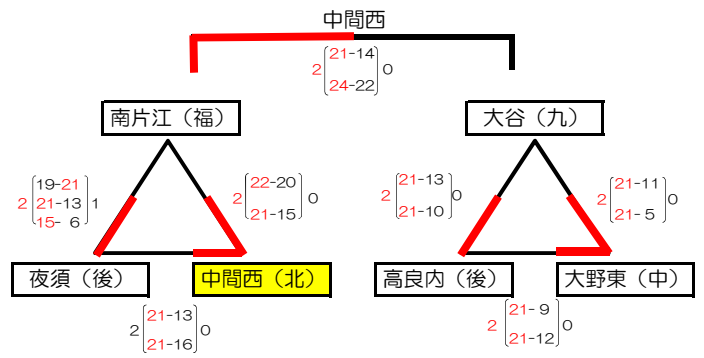 中間西
2 21-14 0
24-22
南片江（福）
大谷（九）
19-21
2 21-13 1
15- 6
22-20
2 0
21-15
21-13
2 0
21-10
21-11
2 0
21- 5
夜須（後）
中間西（北）
高良内（後）
大野東（中）
21-13
2 0
21-16
21- 9
2 0
21-12